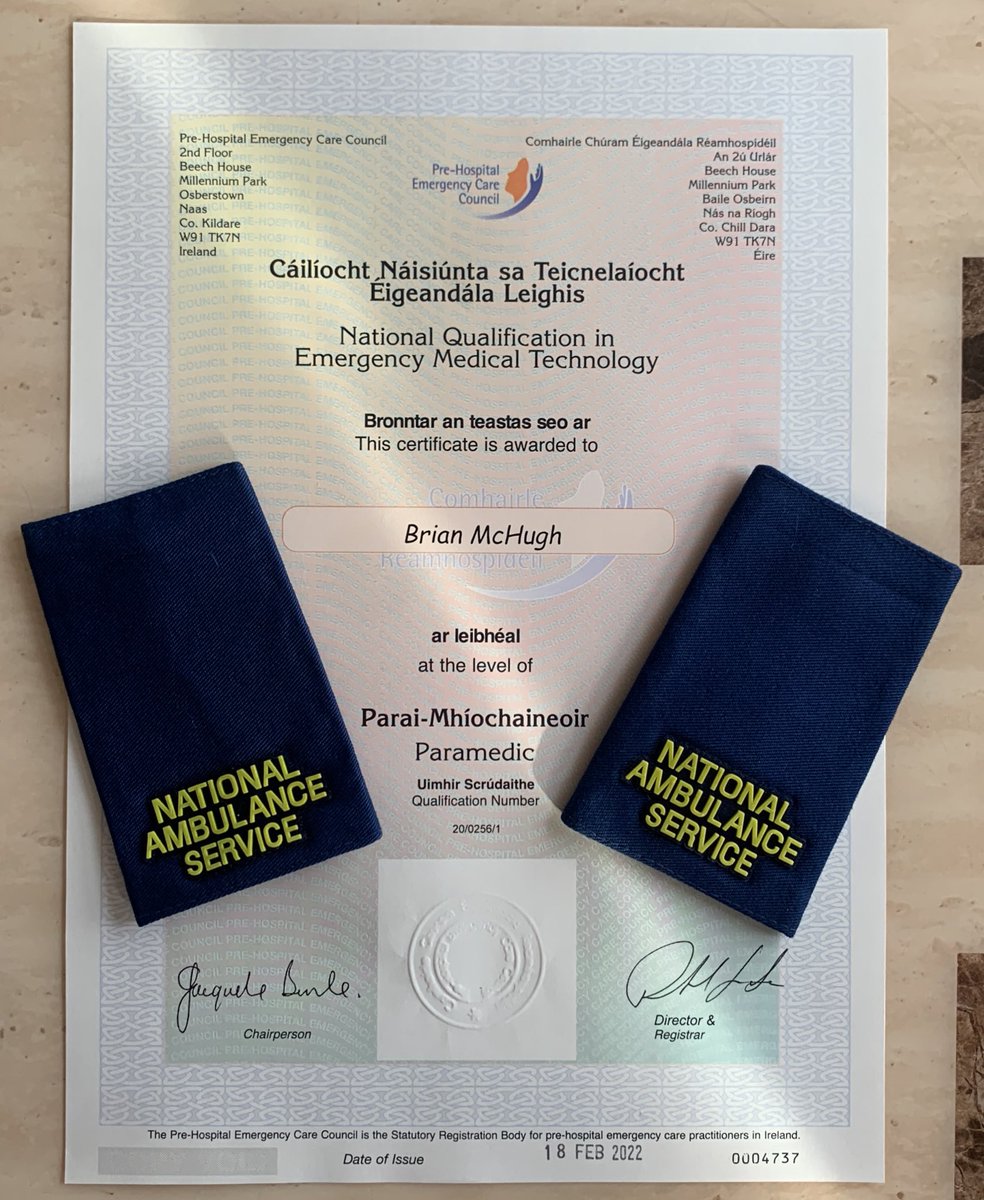 Pre-Hospital Emergency Care Council
2nd Floor
Beech House
Millennium Park
Osberstown
Naas
Co. Kildare
W91 TK7N
Ireland
Pre-Hospital
Emergency Care
Council
Comhairle Chúram Éigeandála Réamhospidéil
An 2ú Urlár
Beech House
Millennium Park
Baile Osbeirn
Nás na Riogh
Co. Chill Dara
W91 TK7N
Éire
Cáilíocht Náisiúnta sa Teicnelaíocht
Éigeandála Leighis
National Qualification in
Emergency Medical Technology
Bronntar an teastas seo ar
This certificate is awarded to
Comhairle
Brian McHugh
Réamhospidéil
ar leibhéal
at the level of
Parai-Mhíochaineoir
Paramedic
Uimhir Scrúdaithe
Qualification Number
20/0256/1
NATIONAL
AMBULANCE
SERVICE
NATIONAL
AMBULANCE
SERVICE
Chairperson
Director &
Registrar
The Pre-Hospital Emergency Care Council is the Statutory Registration Body for pre-hospital emergency care practitioners in Ireland.
Date of Issue
18 FEB 2022
0004737